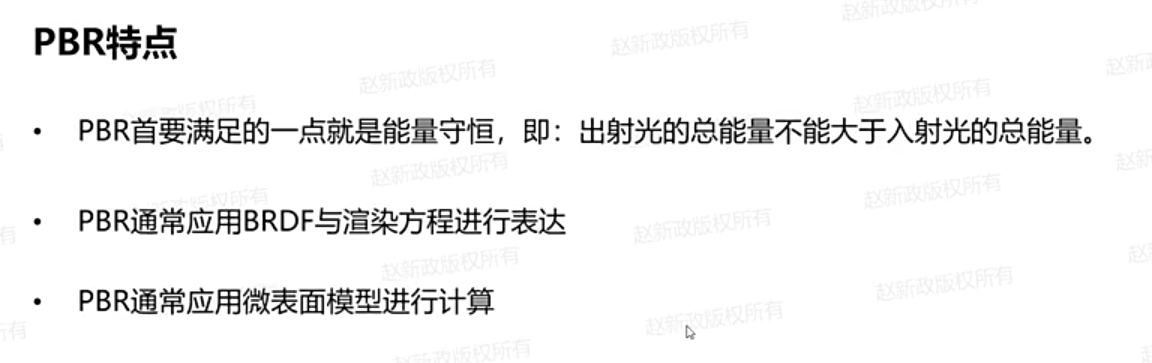 PBR特点
• PBR首要满足的一点就是能量守恒，即：出射光的总能量不能大于入射光的总能量。
• PBR通常应用BRDF与渲染方程进行表达
• PBR通常应用微表面模型进行计算
赵新政版权所有
赵新政版权所有
赵新政版权所有
赵新政版权所有
赵新政版权所有
赵新政版权所有
赵新政版权所有
赵新政版权所有
赵新政版权所有
赵新政版权所有
赵新政版权所有
赵新政版权所有